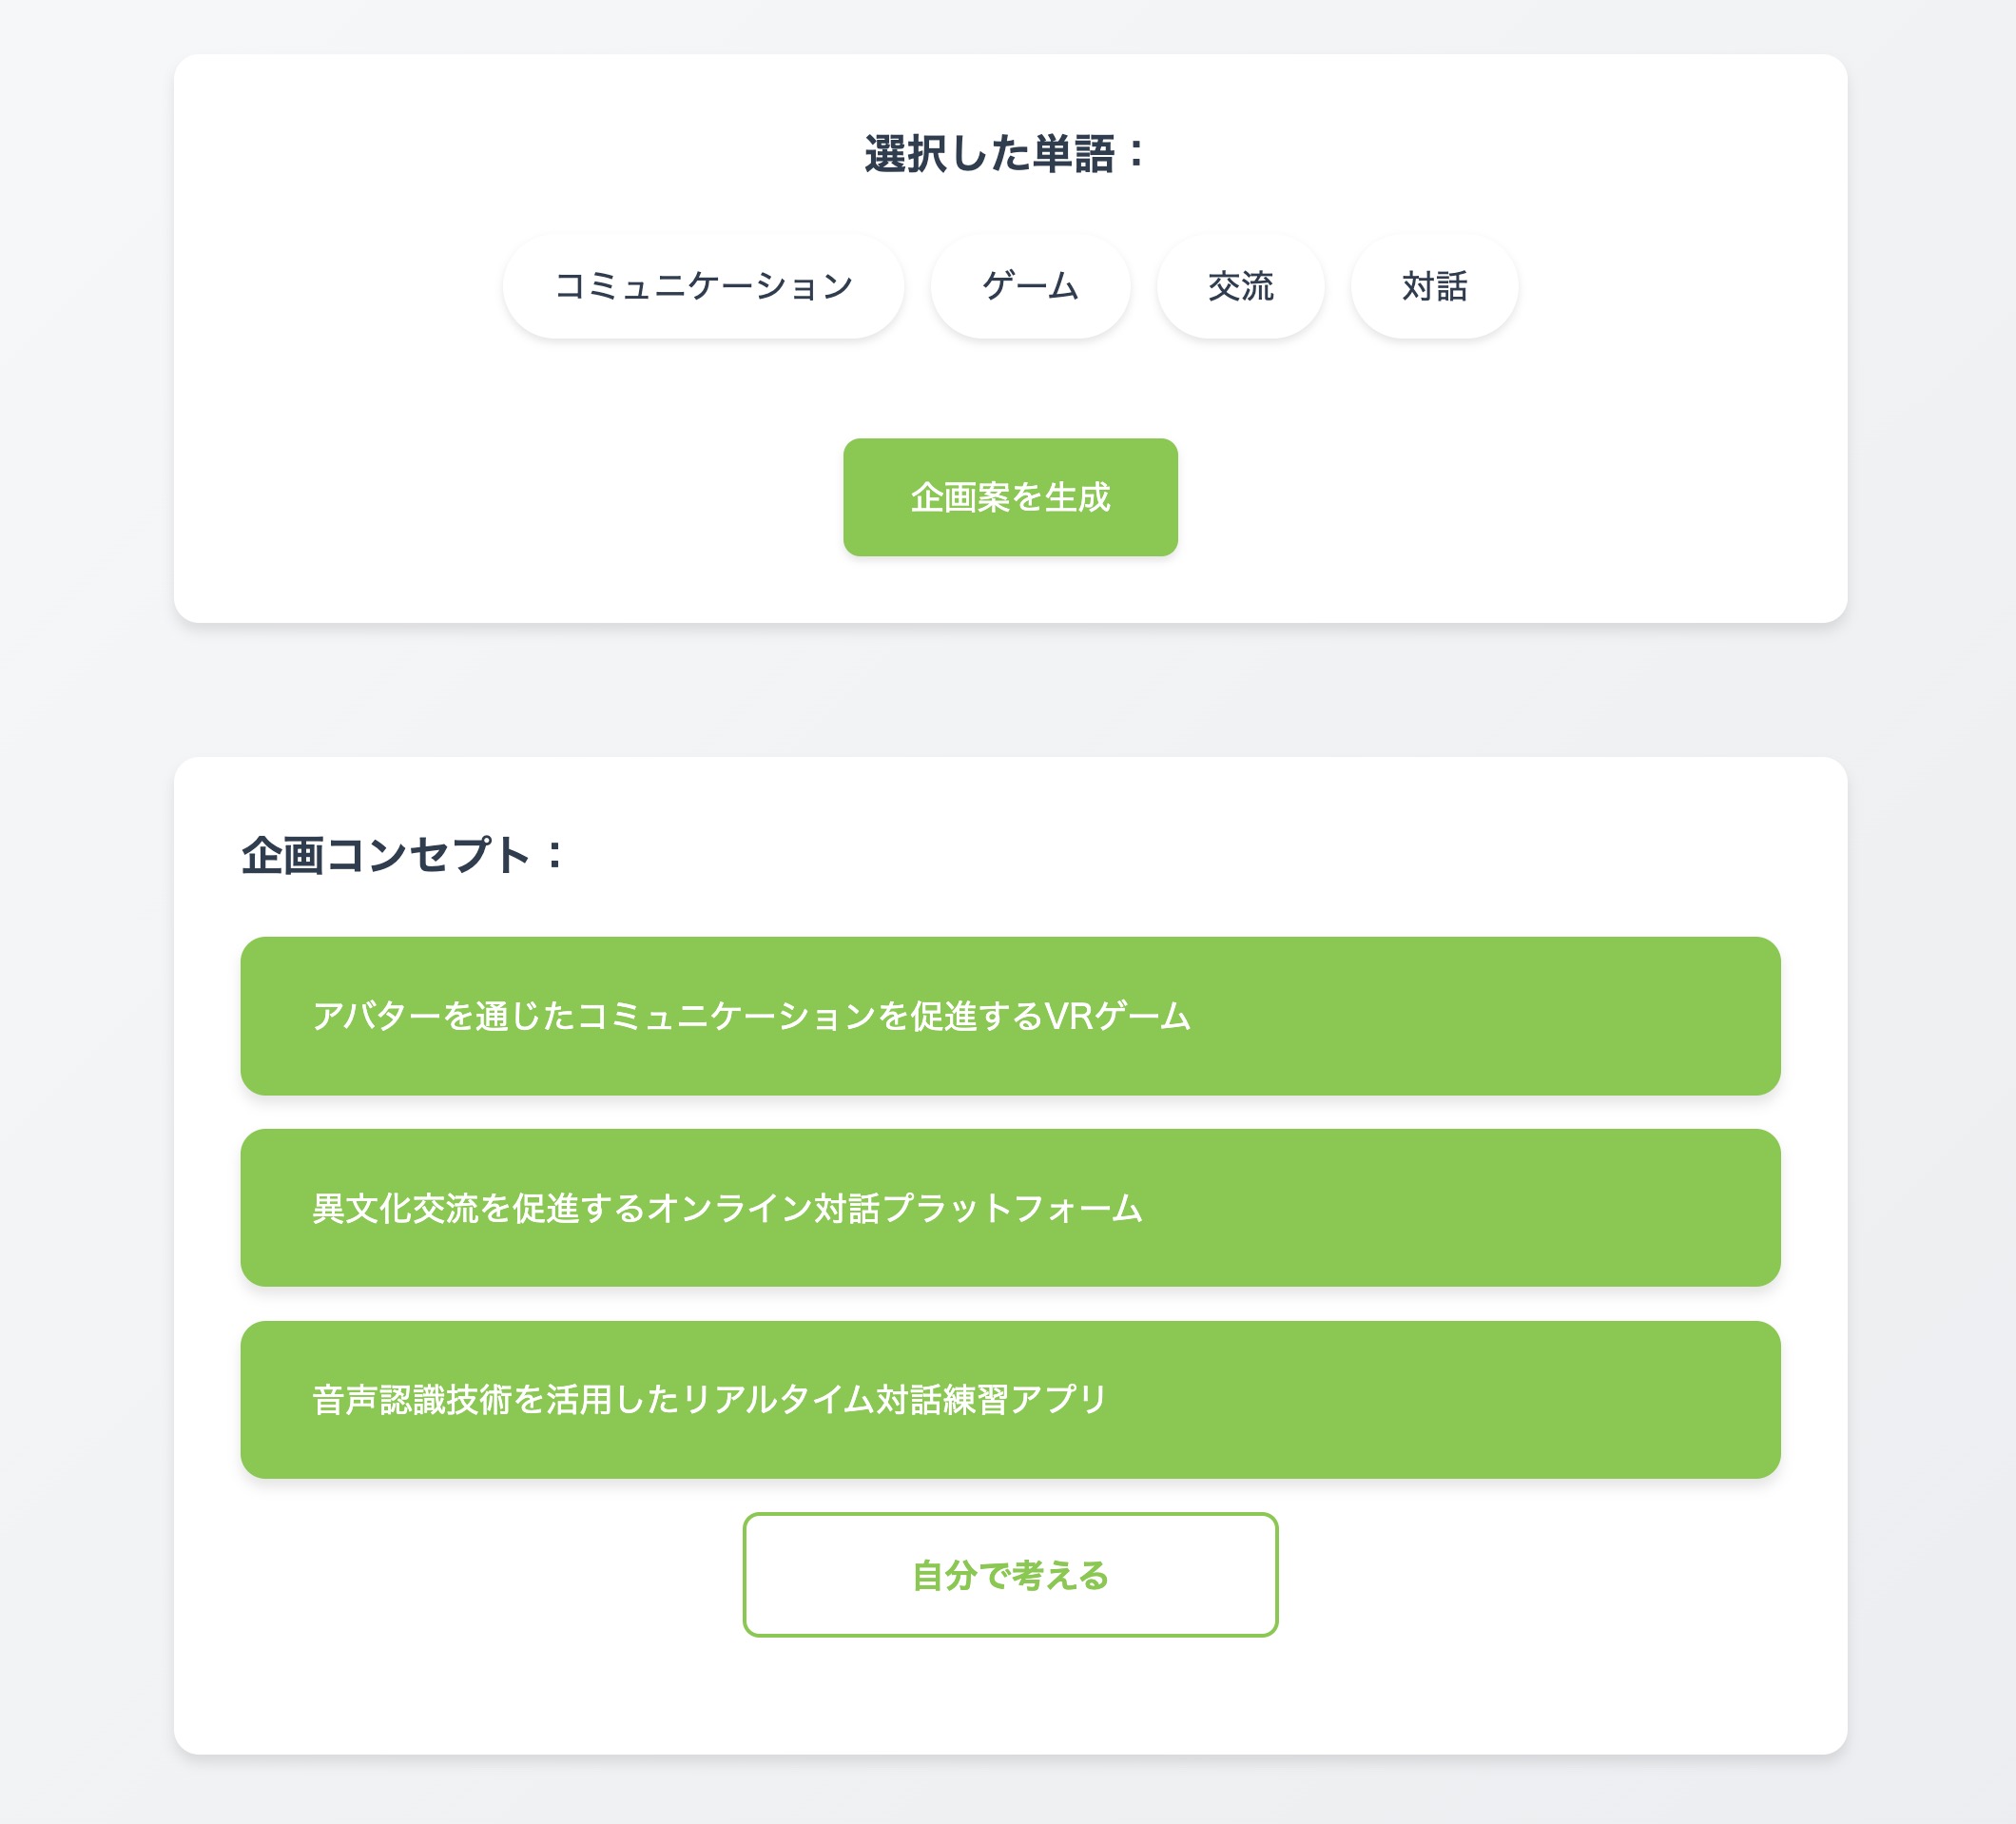 選択した単語：
コミュニケーション ゲーム 交流 対話
企画案を生成
企画コンセプト：
アバターを通じたコミュニケーションを促進するVRゲーム
異文化交流を促進するオンライン対話プラットフォーム
音声認識技術を活用したリアルタイム対話練習アプリ
自分で考える